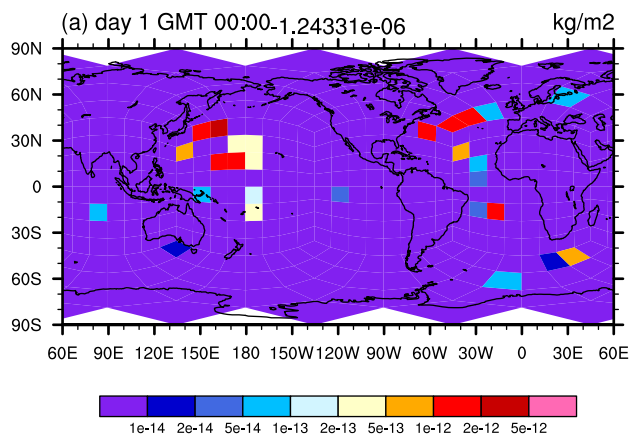 (a) day 1 GMT 00:00-1.24331e-06 kg/m2
90N
60N
30N
0
30S
60S
90S
60E 90E 120E 150E 180 150W 120W 90W 60W 30W 0 30E 60E
1e-14 2e-14 5e-14 1e-13 2e-13 5e-13 1e-12 2e-12 5e-12